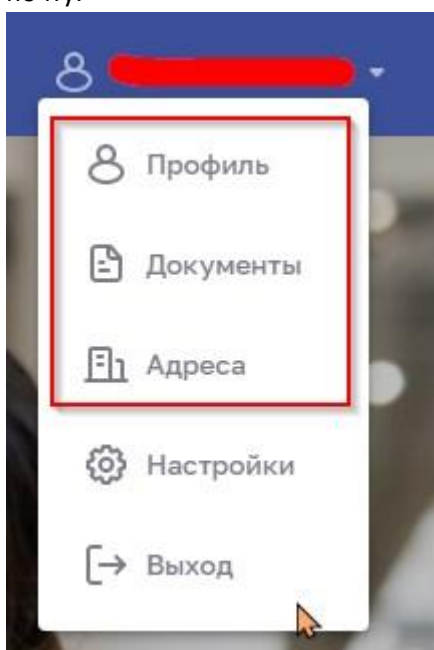 Профиль
Документы
Адреса
Настройки
Выход